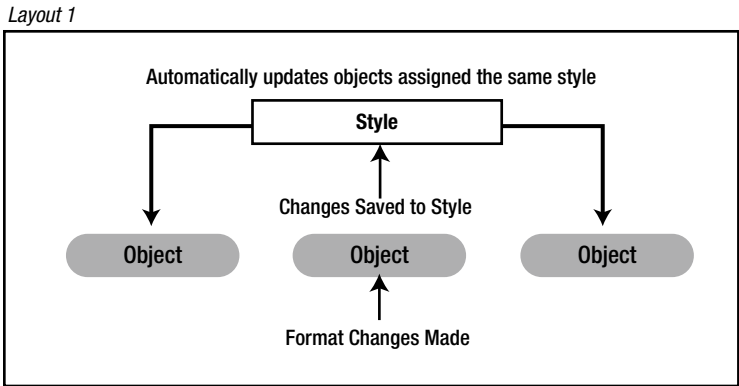 Layout 1
Automatically updates objects assigned the same style
Style
Changes Saved to Style
Object
Object
Object
Format Changes Made